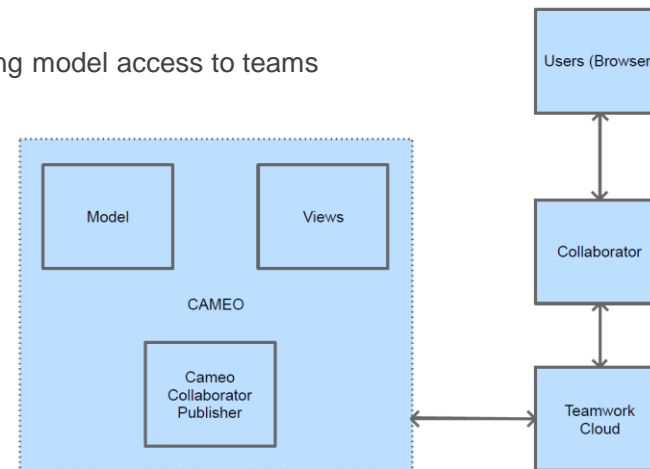 ng model access to teams
Users (Browser
Model
Views
Collaborator
CAMEO
Cameo
Collaborator
Publisher
Teamwork
Cloud